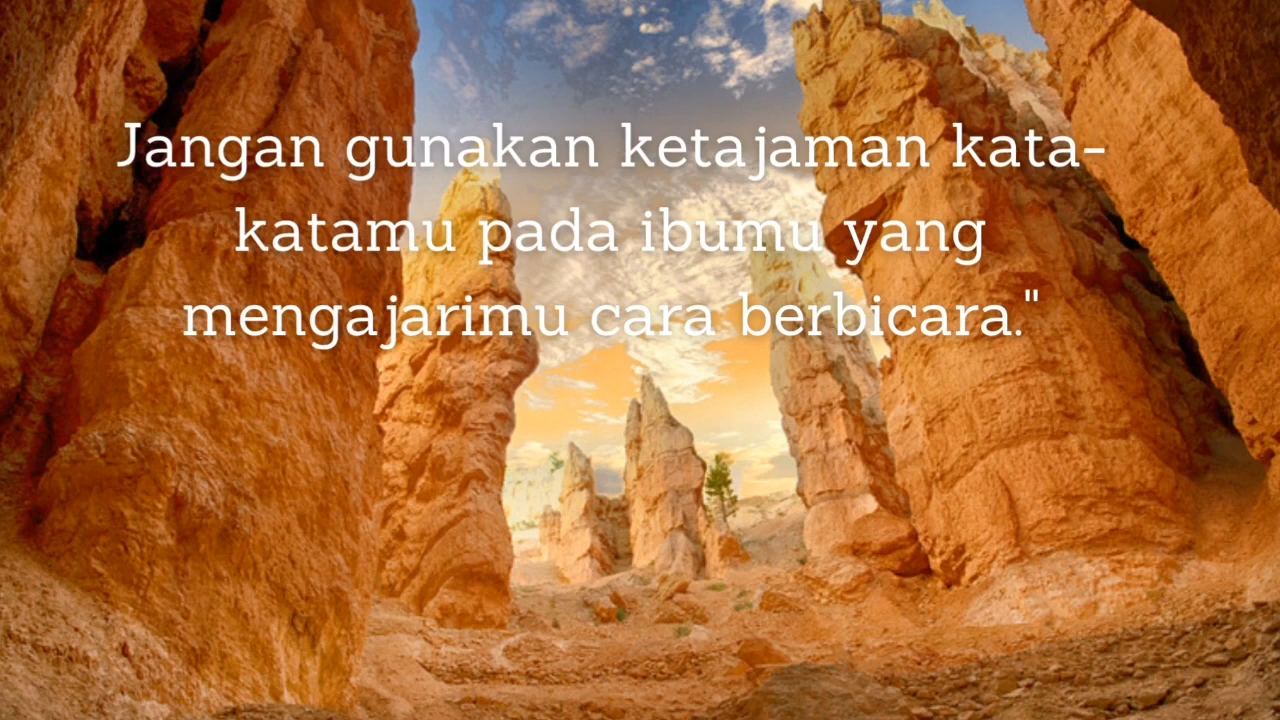 Jangan gunakan ketajaman kata-
katamu pada ibumu yang
mengajarimu cara berbicara."